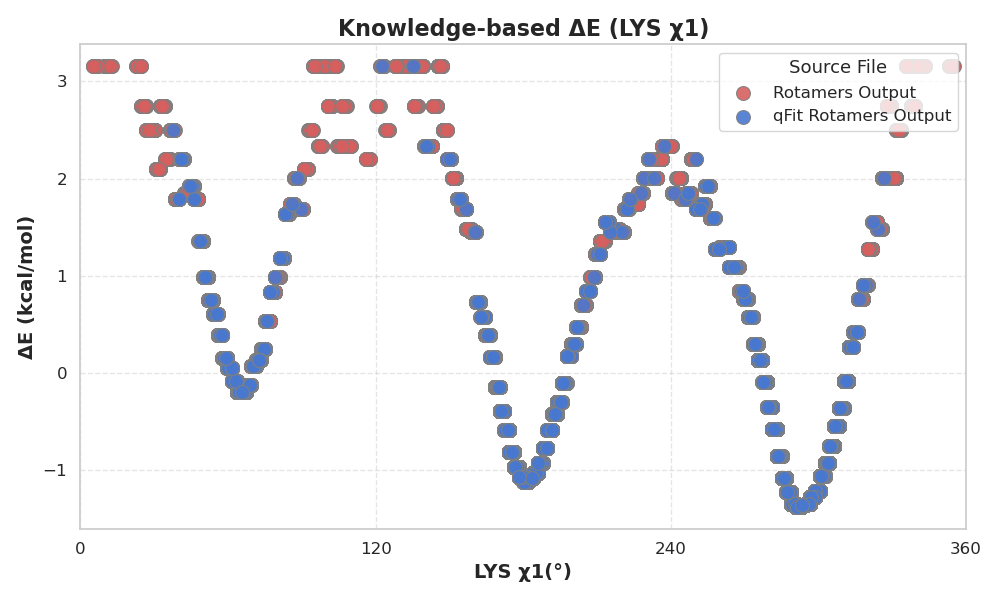 Knowledge-based ΔE (LYS χ1)
Source File
Rotamers Output
qFit Rotamers Output
ΔE (kcal/mol)
3
2
1
0
−1
0
120
240
360
LYS χ1(°)